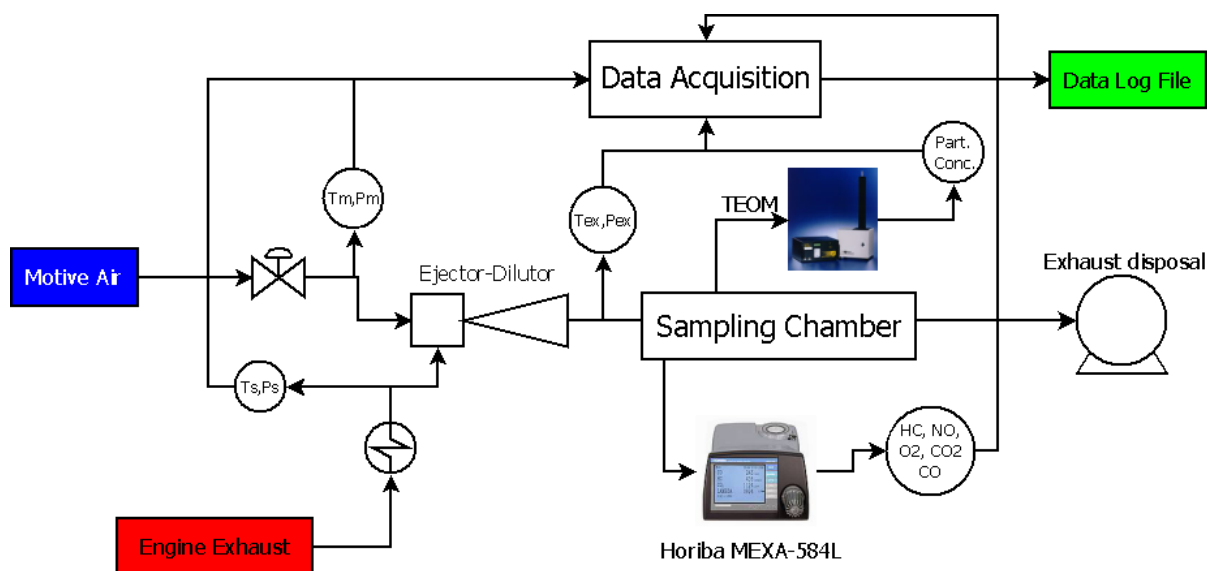 Data Acquisition
Data Log File
Part.
Conc.
Tm,Pm
TEOM
Tex,Pex
Motive Air
Ejector-Dilutor
Exhaust disposal
Sampling Chamber
Ts,Ps
HC, NO,
O2, CO2
CO
Engine Exhaust
Horiba MEXA-584L